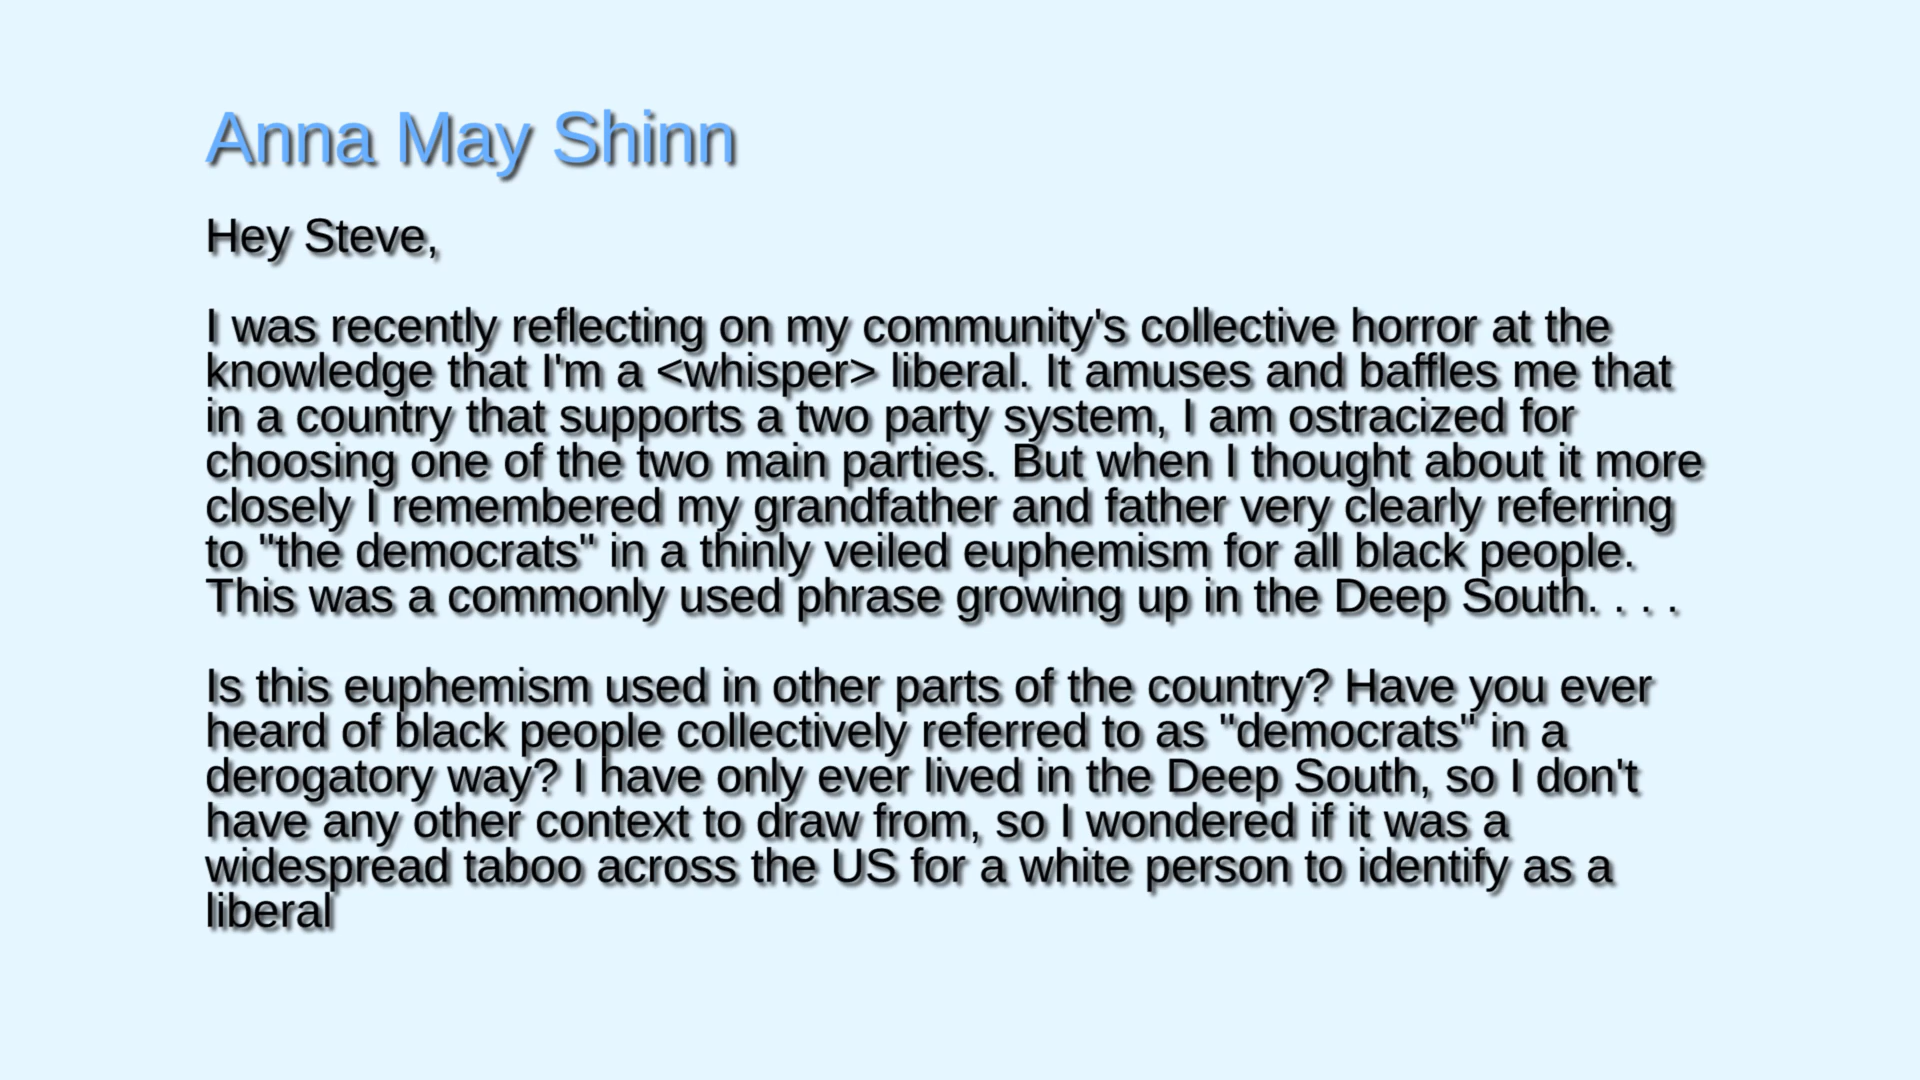 Anna May Shinn
Hey Steve,
I was recently reflecting on my community's collective horror at the
knowledge that I'm a <whisper> liberal. It amuses and baffles me that
in a country that supports a two party system, I am ostracized for
choosing one of the two main parties. But when I thought about it more
closely I remembered my grandfather and father very clearly referring
to "the democrats" in a thinly veiled euphemism for all black people.
This was a commonly used phrase growing up in the Deep South. . . .
Is this euphemism used in other parts of the country? Have you ever
heard of black people collectively referred to as "democrats" in a
derogatory way? I have only ever lived in the Deep South, so I don't
have any other context to draw from, so I wondered if it was a
widespread taboo across the US for a white person to identify as a
liberal